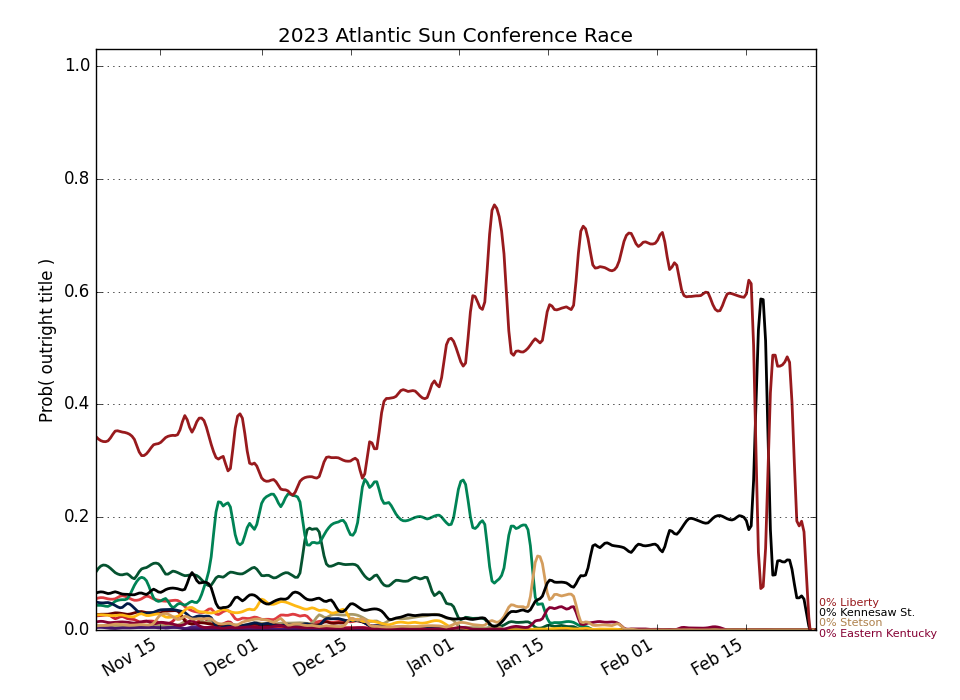 2023 Atlantic Sun Conference Race
Prob( outright title )
1.0
0.8
0.6
0.4
0.2
0.0
Nov 15
Dec 01
Dec 15
Jan 01
Jan 15
Feb 01
Feb 15
0% Liberty
0% Kennesaw St.
0% Stetson
0% Eastern Kentucky